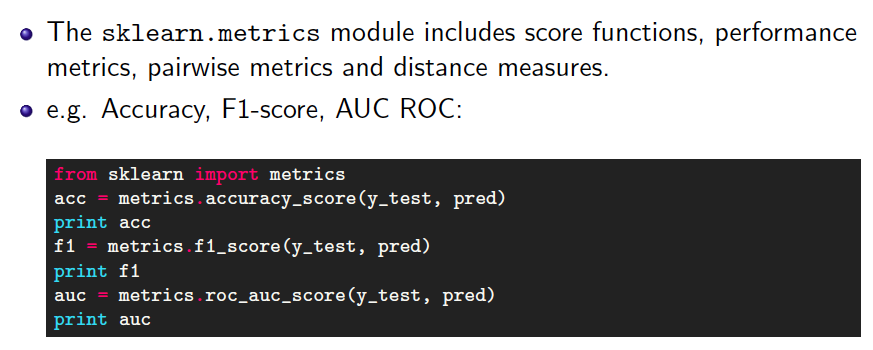 The sklearn.metrics module includes score functions, performance
metrics, pairwise metrics and distance measures.
e.g. Accuracy, F1-score, AUC ROC:
from sklearn import metrics
acc = metrics.accuracy_score(y_test, pred)
print acc
f1 = metrics.f1_score(y_test, pred)
print f1
auc = metrics.roc_auc_score(y_test, pred)
print auc